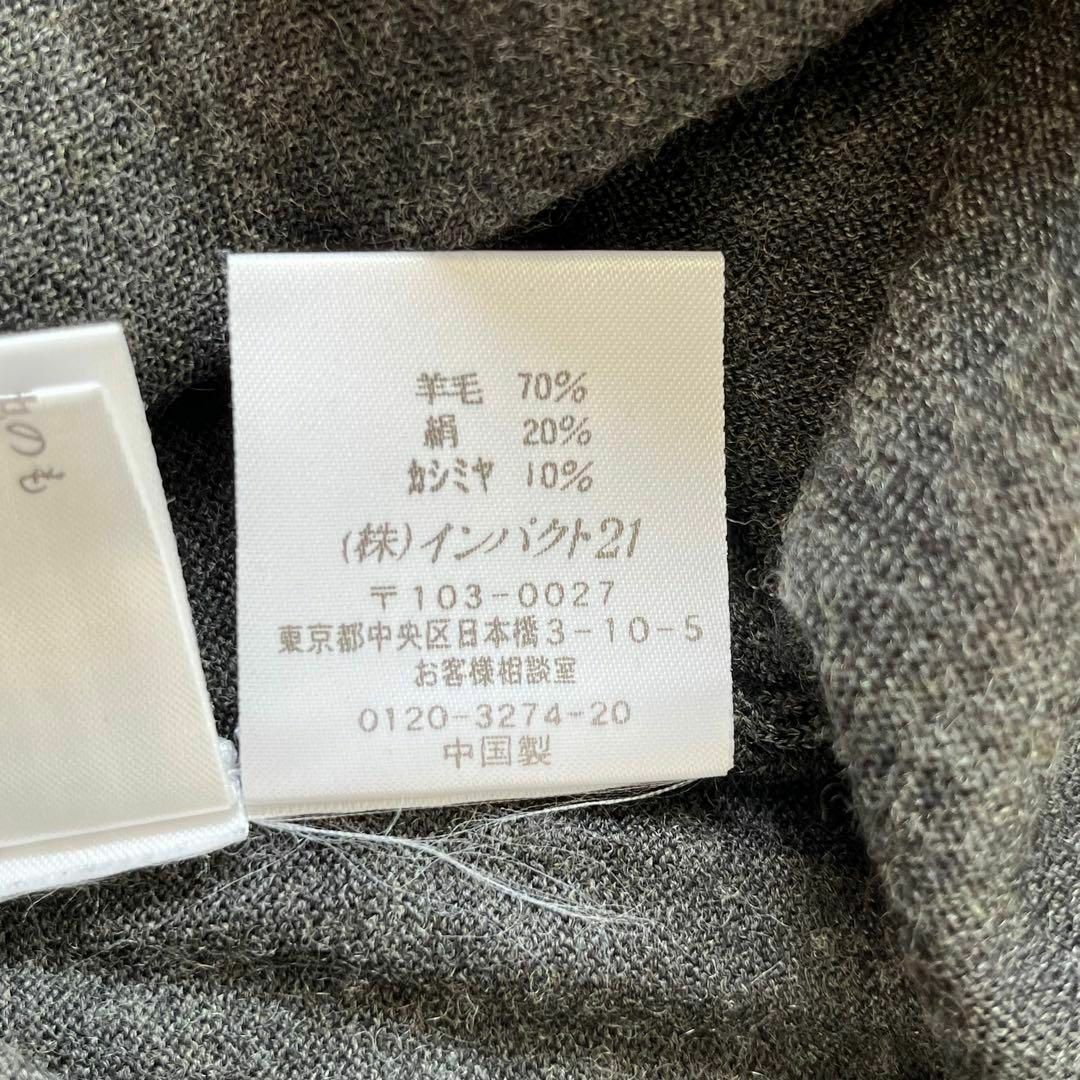 羊毛 70%
絹 20%
カシミヤ 10%
(株)インパクト21
〒103-0027
東京都中央区日本橋3-10-5
お客様相談室
0120-3274-20
中国製
のも